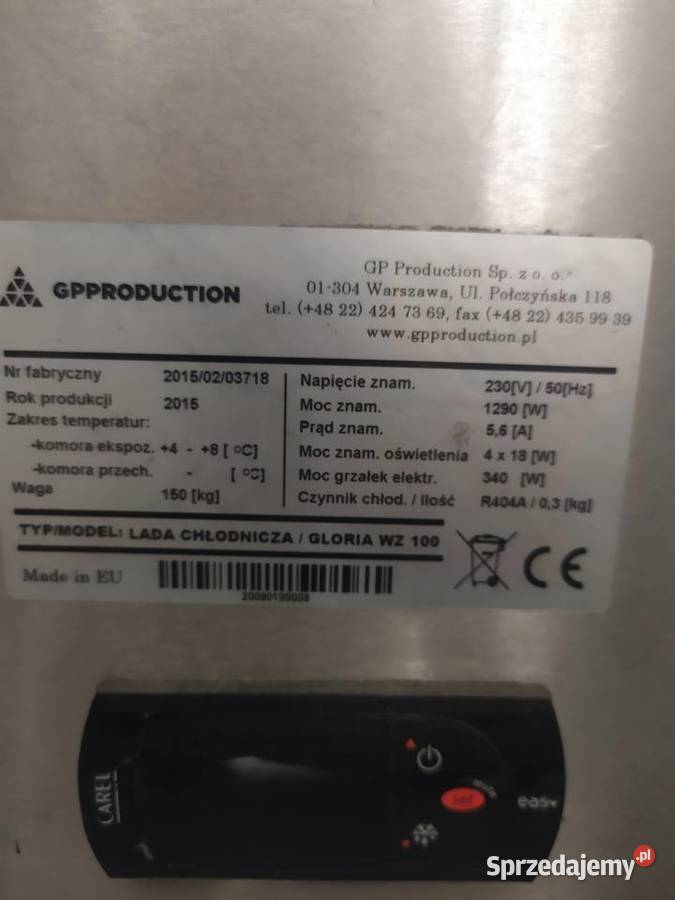 GPPRODUCTION
GP Production Sp. z o. o.
01-304 Warszawa, Ul. Połczyńska 118
tel. (+48 22) 424 73 69, fax (+48 22) 435 99 39
www.gpproduction.pl
Nr fabryczny 2015/02/03718
Rok produkcji 2015
Zakres temperatur:
-komora ekspoz. +4 - +8 [ ºC]
-komora przech. - [ ºC]
Waga 150 [kg]
Napięcie znam. 230[V] / 50[Hz]
Moc znam. 1290 [W]
Prąd znam. 5,6 [A]
Moc znam. oświetlenia 4 x 18 [W]
Moc grzałek elektr. 340 [W]
Czynnik chłod. / ilość R404A / 0,3 [kg]
TYP/MODEL: LADA CHŁODNICZA / GLORIA WZ 100
Made in EU
CE
CAREL
mute
set
easy
Sprzedajemy.pl